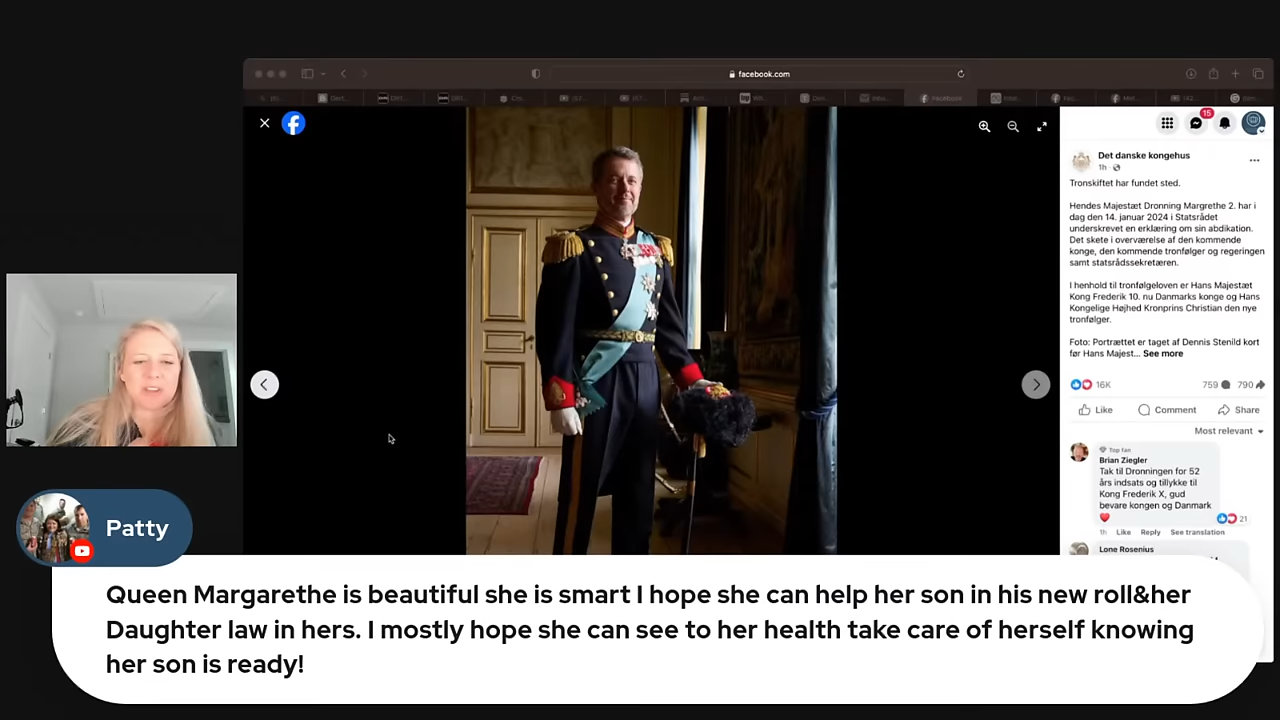 facebook.com
Facebook
15
Det danske kongehus
1h
Tronskiftet har fundet sted.
Hendes Majestæt Dronning Margrethe 2. har i
dag den 14. januar 2024 i Statsrådet
underskrevet en erklæring om sin abdikation.
Det skete i overværelse af den kommende
konge, den kommende tronfølger og regeringen
samt statsrådssekretæren.
I henhold til tronfølgeloven er Hans Majestæt
Kong Frederik 10. nu Danmarks konge og Hans
Kongelige Højhed Kronprins Christian den nye
tronfølger.
Foto: Portrættet er taget af Dennis Stenild kort
før Hans Majest... See more
16K
759
790
Like
Comment
Share
Most relevant
Top fan
Brian Ziegler
Tak til Dronningen for 52
års indsats og tillykke til
Kong Frederik X, gud
bevare kongen og Danmark
21
1h Like Reply See translation
Lone Rosenius
Patty
Queen Margarethe is beautiful she is smart I hope she can help her son in his new roll&her
Daughter law in hers. I mostly hope she can see to her health take care of herself knowing
her son is ready!